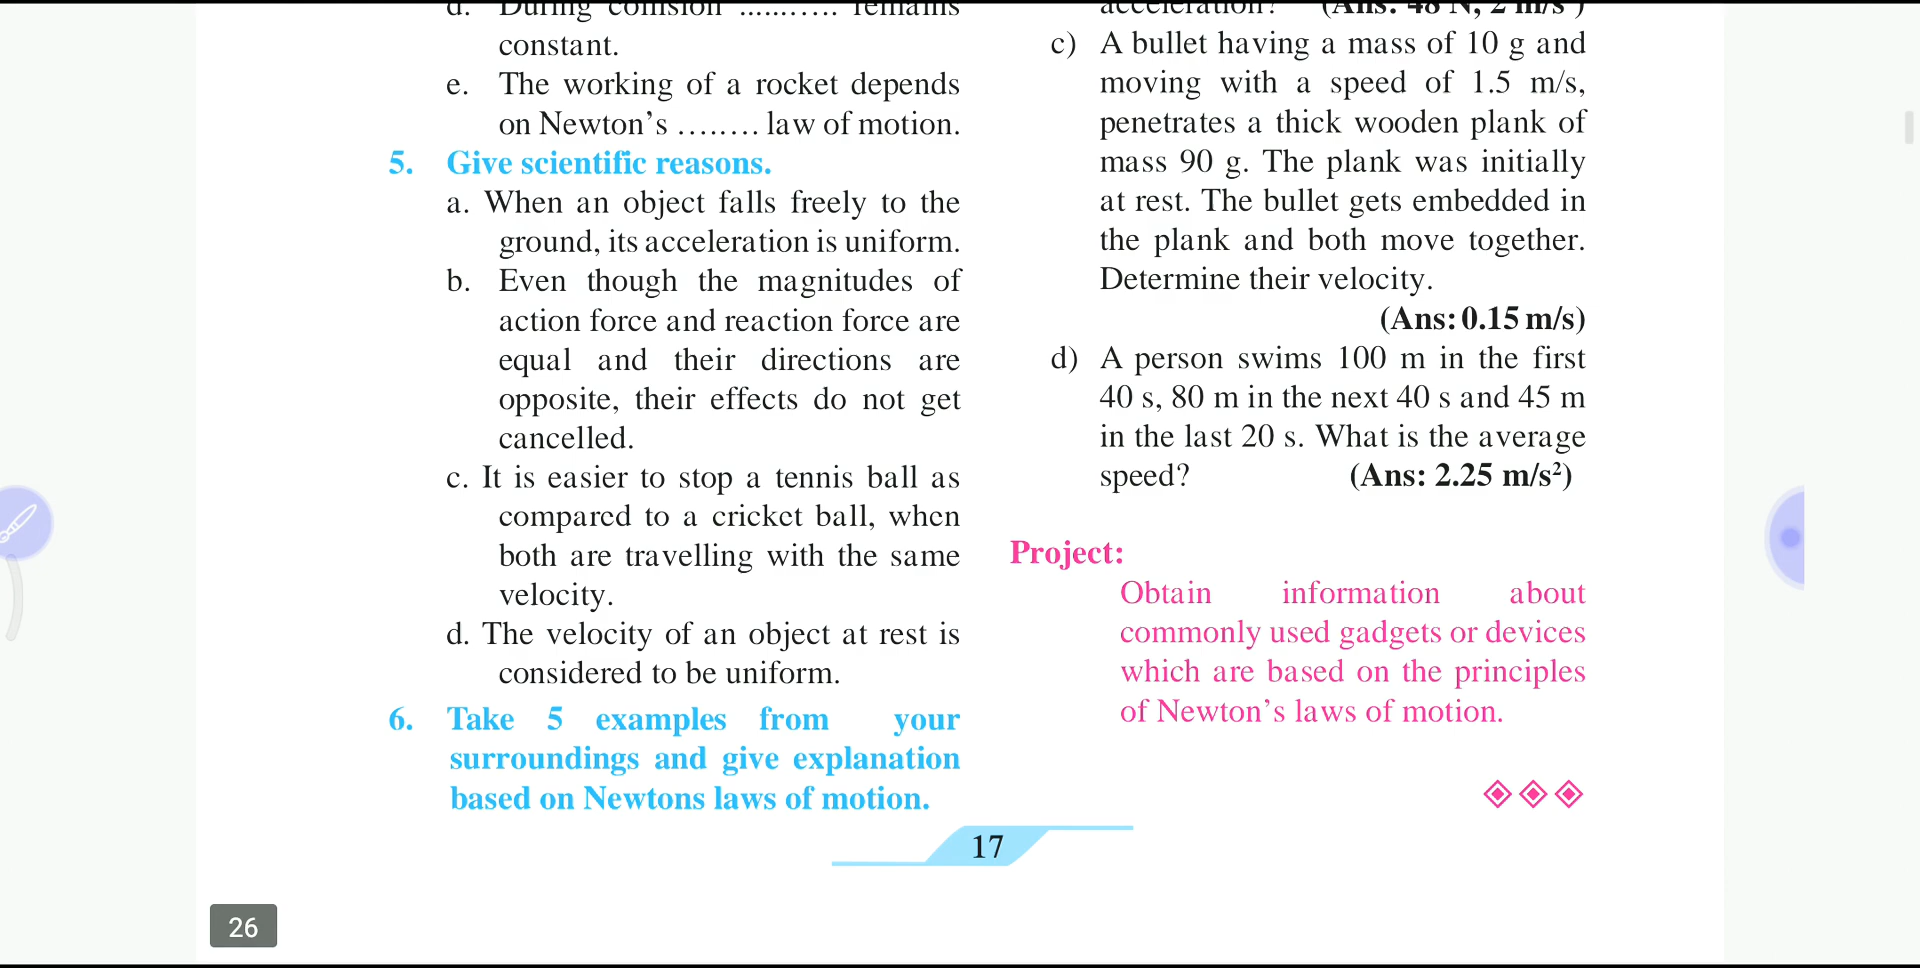 d. During collision .......…. remains
constant.
e. The working of a rocket depends
on Newton’s …….. law of motion.
5. Give scientific reasons.
a. When an object falls freely to the
ground, its acceleration is uniform.
b. Even though the magnitudes of
action force and reaction force are
equal and their directions are
opposite, their effects do not get
cancelled.
c. It is easier to stop a tennis ball as
compared to a cricket ball, when
both are travelling with the same
velocity.
d. The velocity of an object at rest is
considered to be uniform.
6. Take 5 examples from your
surroundings and give explanation
based on Newtons laws of motion.
acceleration? (Ans: 48 N, 2 m/s²)
c) A bullet having a mass of 10 g and
moving with a speed of 1.5 m/s,
penetrates a thick wooden plank of
mass 90 g. The plank was initially
at rest. The bullet gets embedded in
the plank and both move together.
Determine their velocity.
(Ans: 0.15 m/s)
d) A person swims 100 m in the first
40 s, 80 m in the next 40 s and 45 m
in the last 20 s. What is the average
speed? (Ans: 2.25 m/s²)
Project:
Obtain information about
commonly used gadgets or devices
which are based on the principles
of Newton’s laws of motion.
17
26